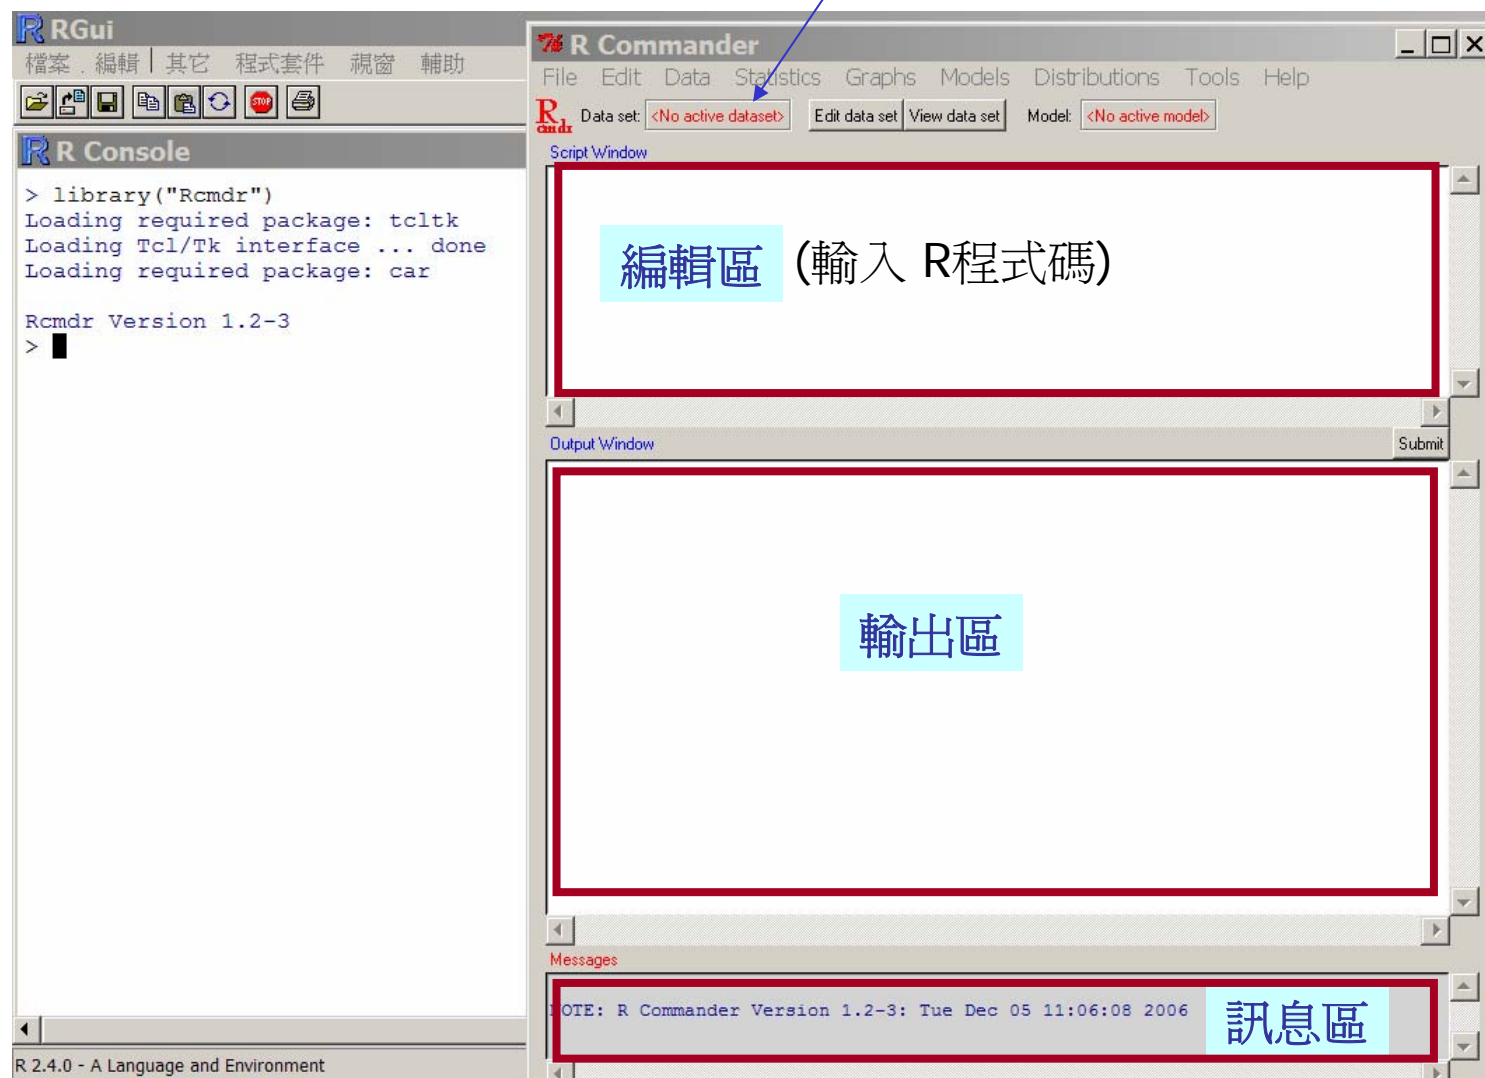 RGui
檔案 編輯 其它 程式套件 視窗 輔助
STOP
R Console
> library("Rcmdr")
Loading required package: tcltk
Loading Tcl/Tk interface ... done
Loading required package: car
Rcmdr Version 1.2-3
>
R 2.4.0 - A Language and Environment
R Commander
File Edit Data Statistics Graphs Models Distributions Tools Help
R cmdr Data set: <No active dataset> Edit data set View data set Model: <No active model>
Script Window
編輯區 (輸入 R程式碼)
Output Window Submit
輸出區
Messages
NOTE: R Commander Version 1.2-3: Tue Dec 05 11:06:08 2006
訊息區